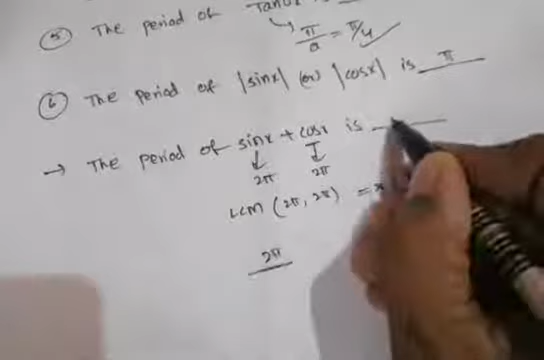 ⑤ The period of Tan
π/a = π/4 ✓
⑥ The period of |sinx| (or) |cosx| is π
→ The period of sinx + cosx is
↓ ↓
2π 2π
LCM (2π, 2π) =
2π